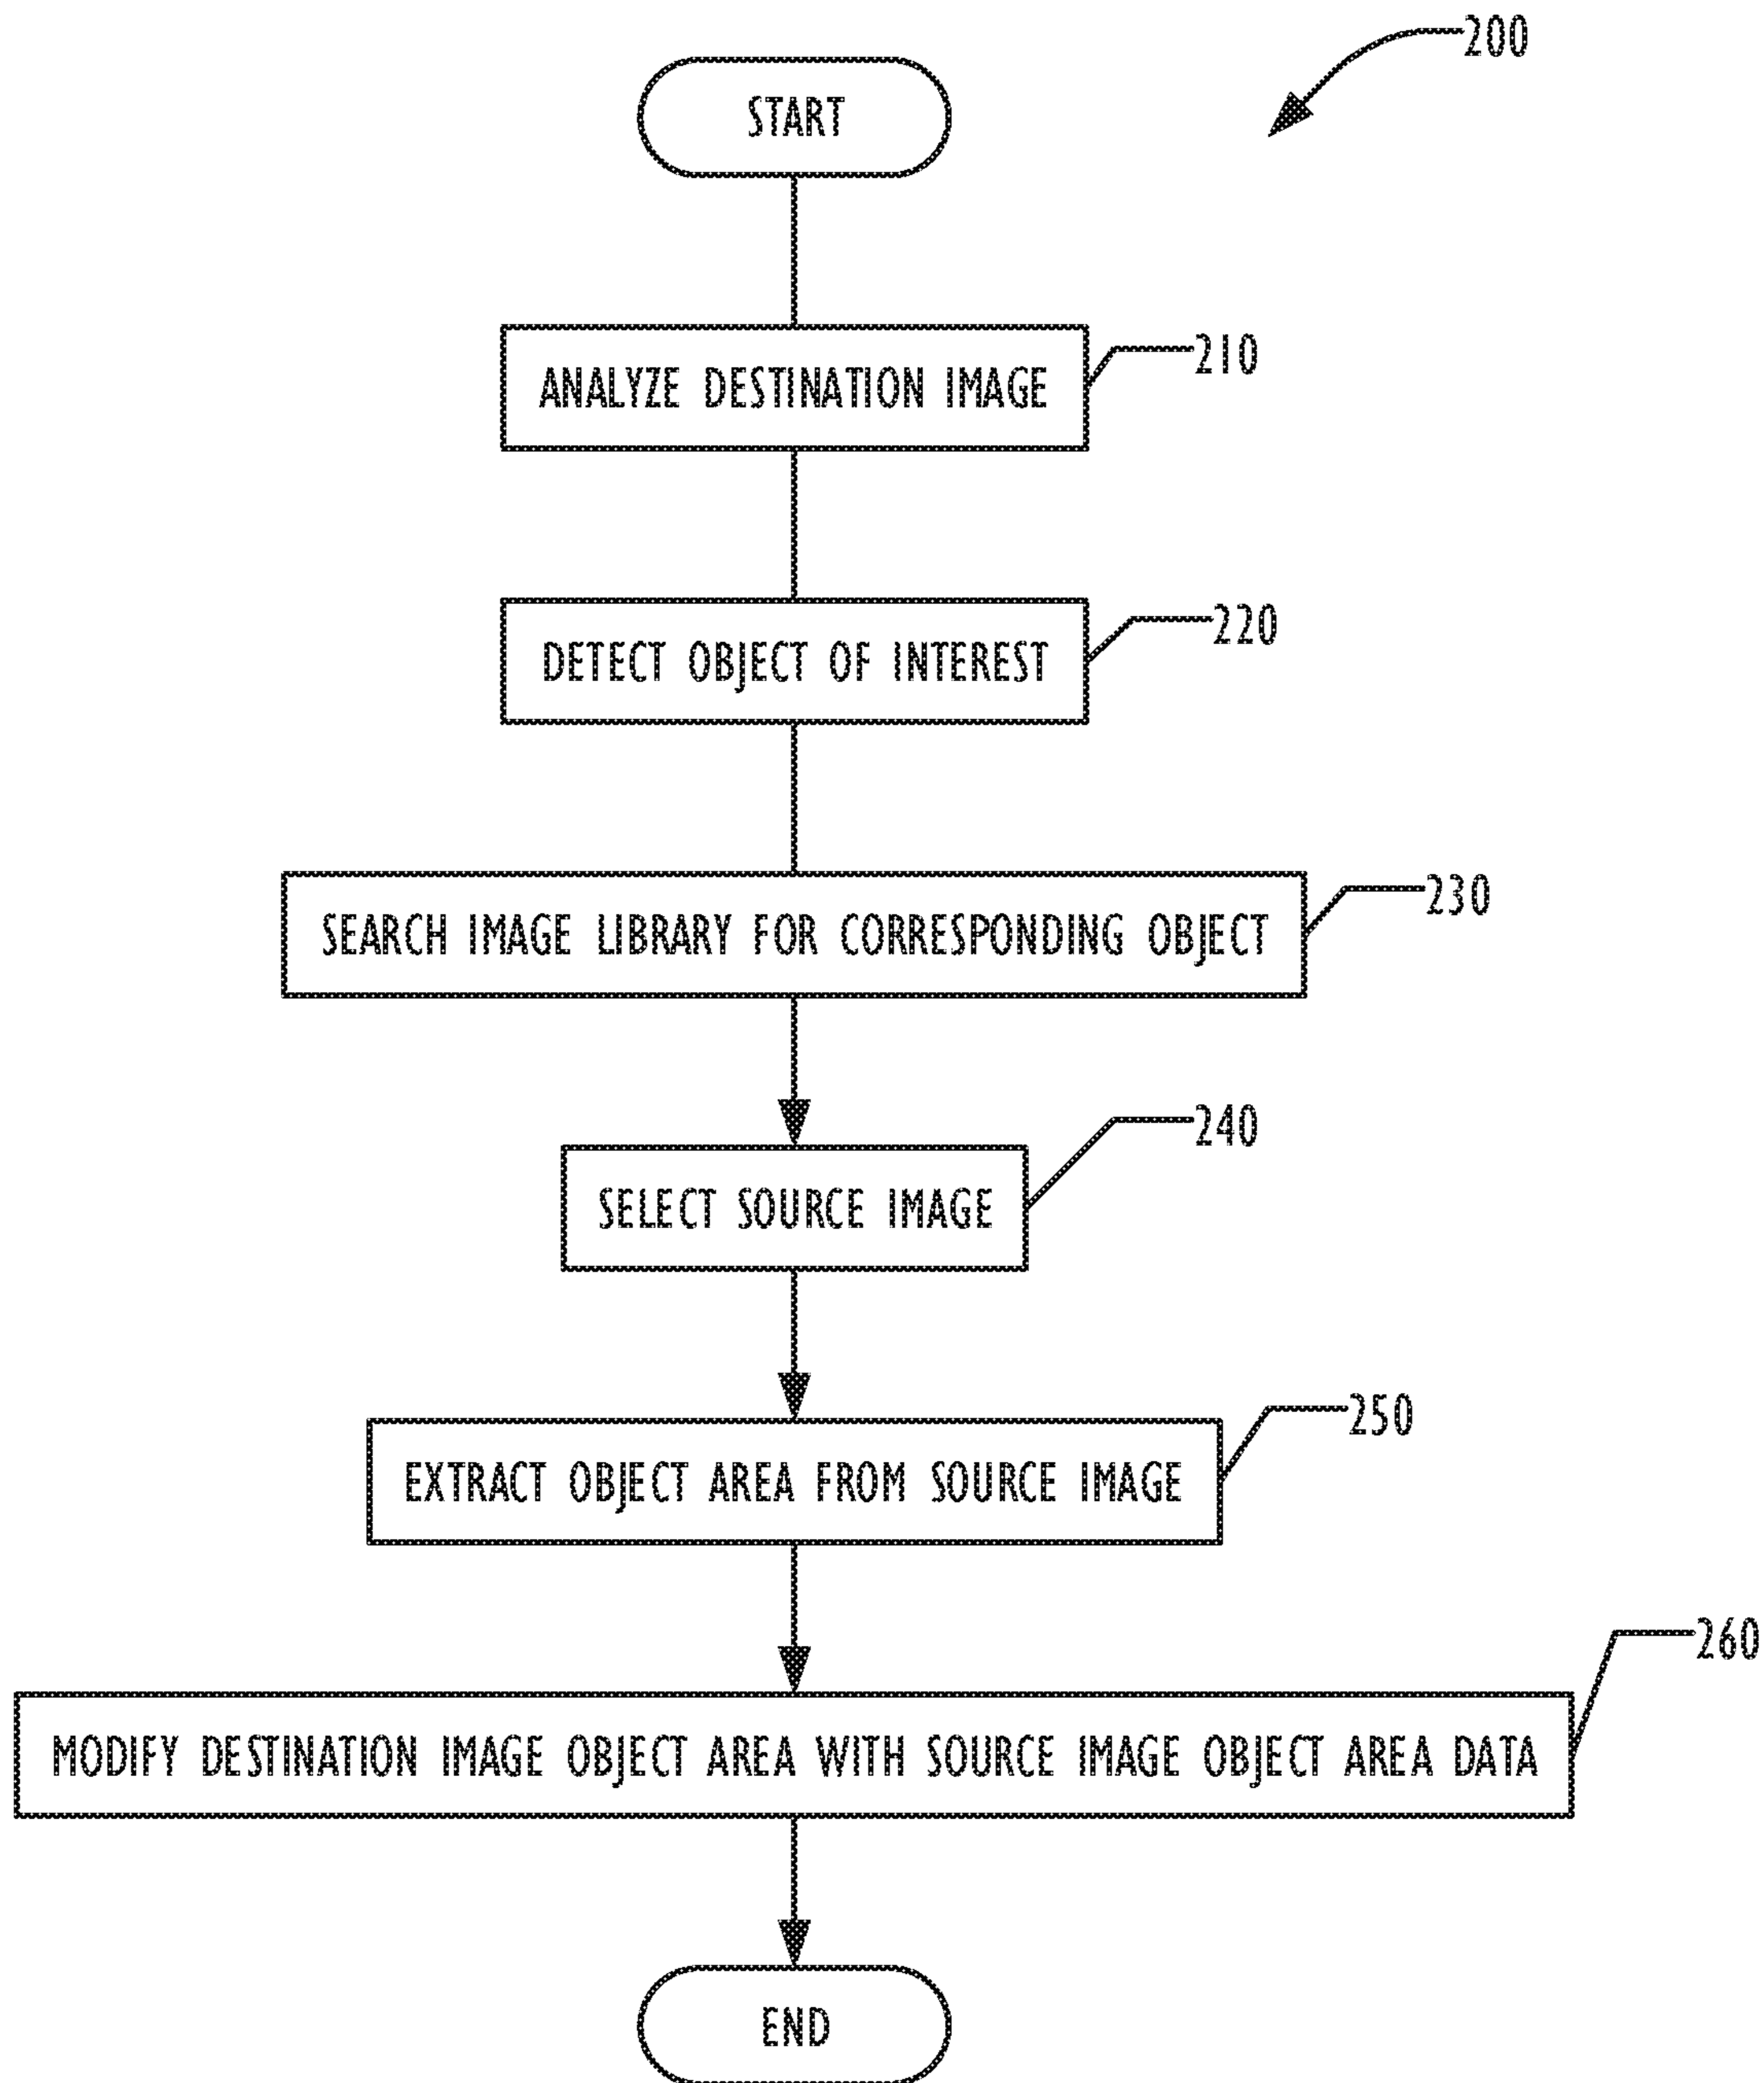 200
START
ANALYZE DESTINATION IMAGE
210
DETECT OBJECT OF INTEREST
220
SEARCH IMAGE LIBRARY FOR CORRESPONDING OBJECT
230
SELECT SOURCE IMAGE
240
EXTRACT OBJECT AREA FROM SOURCE IMAGE
250
MODIFY DESTINATION IMAGE OBJECT AREA WITH SOURCE IMAGE OBJECT AREA DATA
260
END